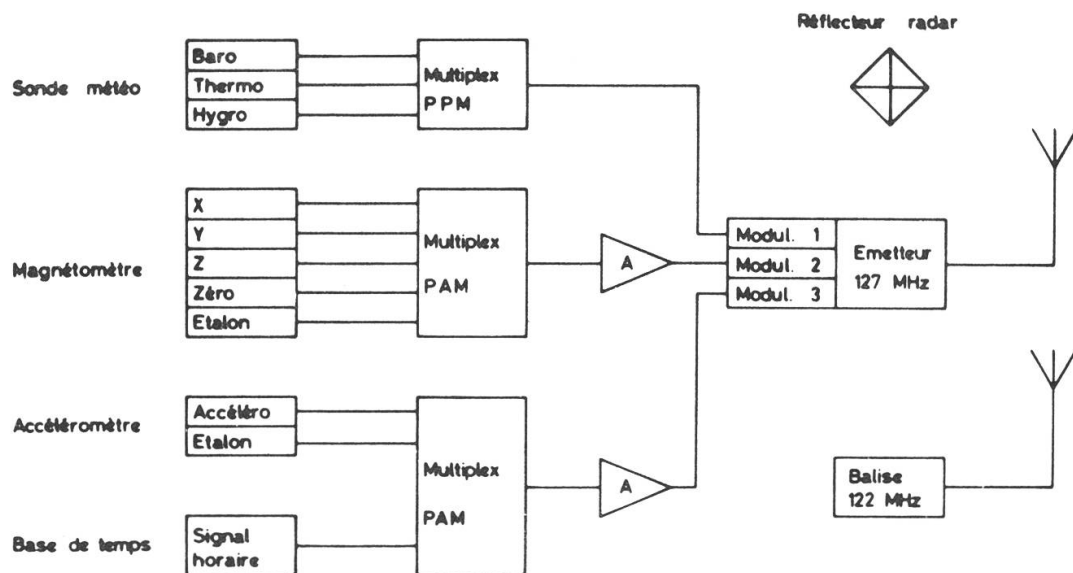 Réflecteur radar
Sonde météo
Baro
Thermo
Hygro
Multiplex
PPM
Magnétomètre
X
Y
Z
Zéro
Etalon
Multiplex
PAM
A
Modul. 1
Modul. 2
Modul. 3
Emetteur
127 MHz
Accéléromètre
Accéléro
Etalon
Multiplex
PAM
A
Balise
122 MHz
Base de temps
Signal
horaire